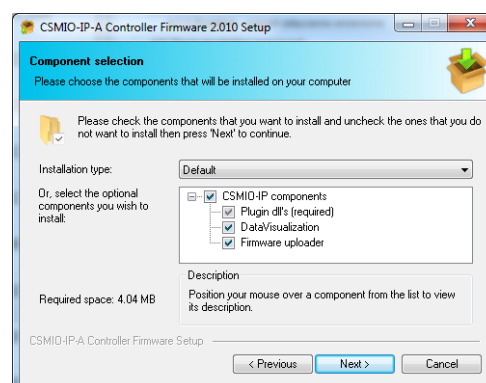 CSMIO-IP-A Controller Firmware 2.010 Setup
Component selection
Please choose the components that will be installed on your computer
Please check the components that you want to install and uncheck the ones that you do
not want to install then press 'Next' to continue.
Installation type:
Default
Or, select the optional
components you wish to
install:
CSMIO-IP components
Plugin dll's (required)
DataVisualization
Firmware uploader
Description
Position your mouse over a component from the list to view
its description.
Required space: 4.04 MB
CSMIO-IP-A Controller Firmware Setup
< Previous
Next >
Cancel